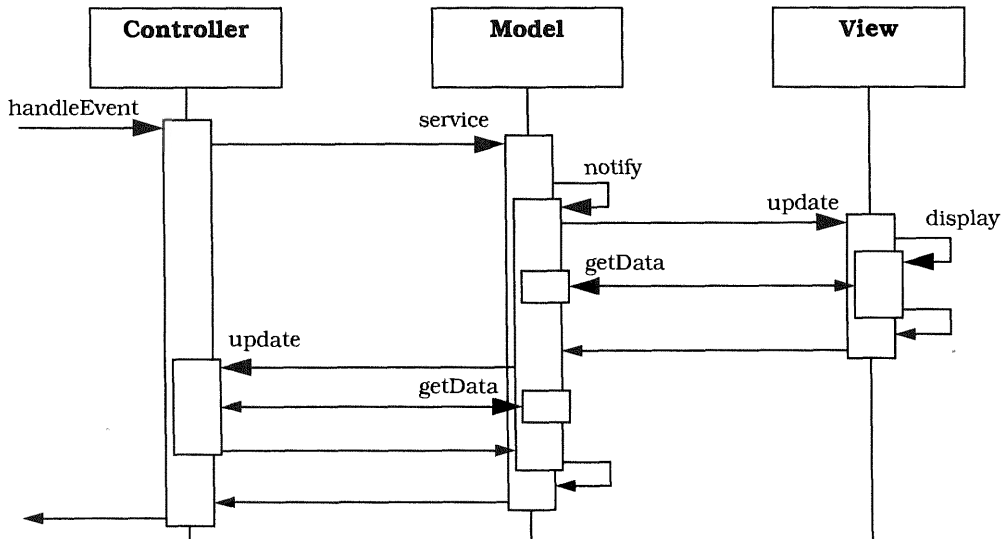 Controller
Model
View
handleEvent
service
notify
update
display
getData
update
getData